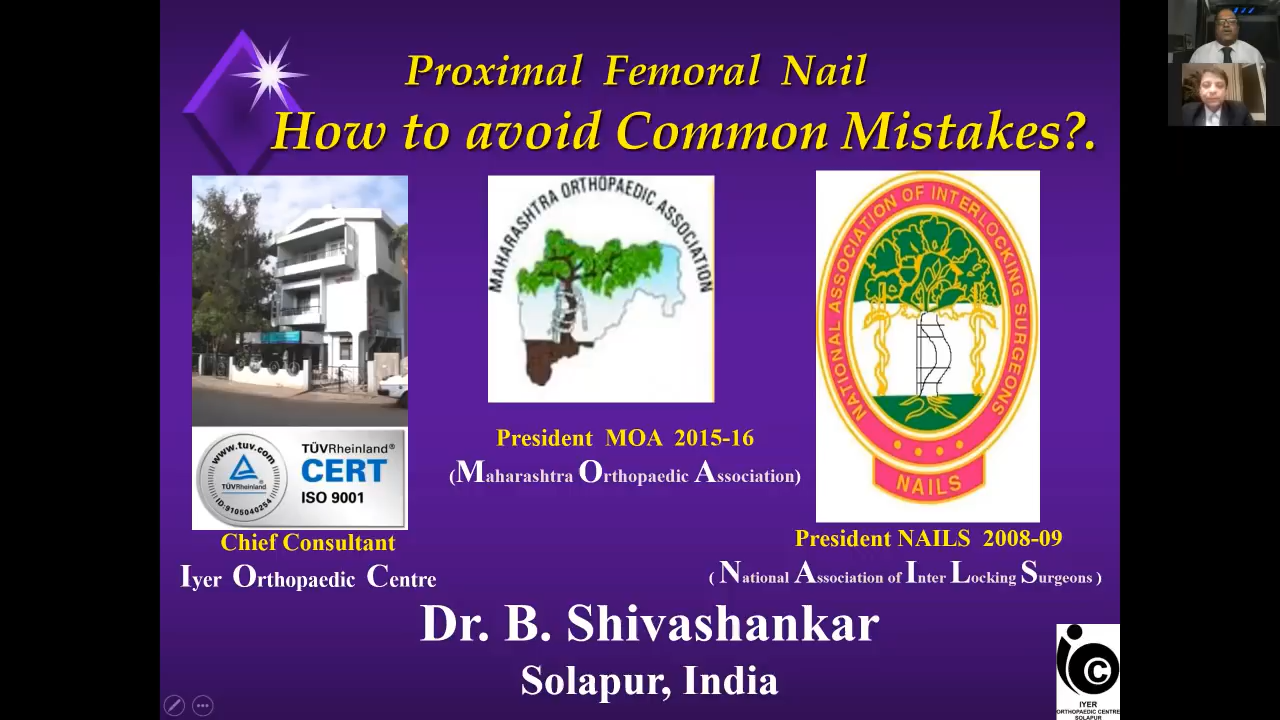 Proximal Femoral Nail
How to avoid Common Mistakes?.
MAHARASHTRA ORTHOPAEDIC ASSOCIATION
NATIONAL ASSOCIATION OF INTERLOCKING SURGEONS
NAILS
www.tuv.com
TÜVRheinland
ID:9105040254
TÜVRheinland®
CERT
ISO 9001
President MOA 2015-16
(Maharashtra Orthopaedic Association)
Chief Consultant
Iyer Orthopaedic Centre
President NAILS 2008-09
( National Association of Inter Locking Surgeons )
Dr. B. Shivashankar
Solapur, India
IYER
ORTHOPAEDIC CENTRE
SOLAPUR